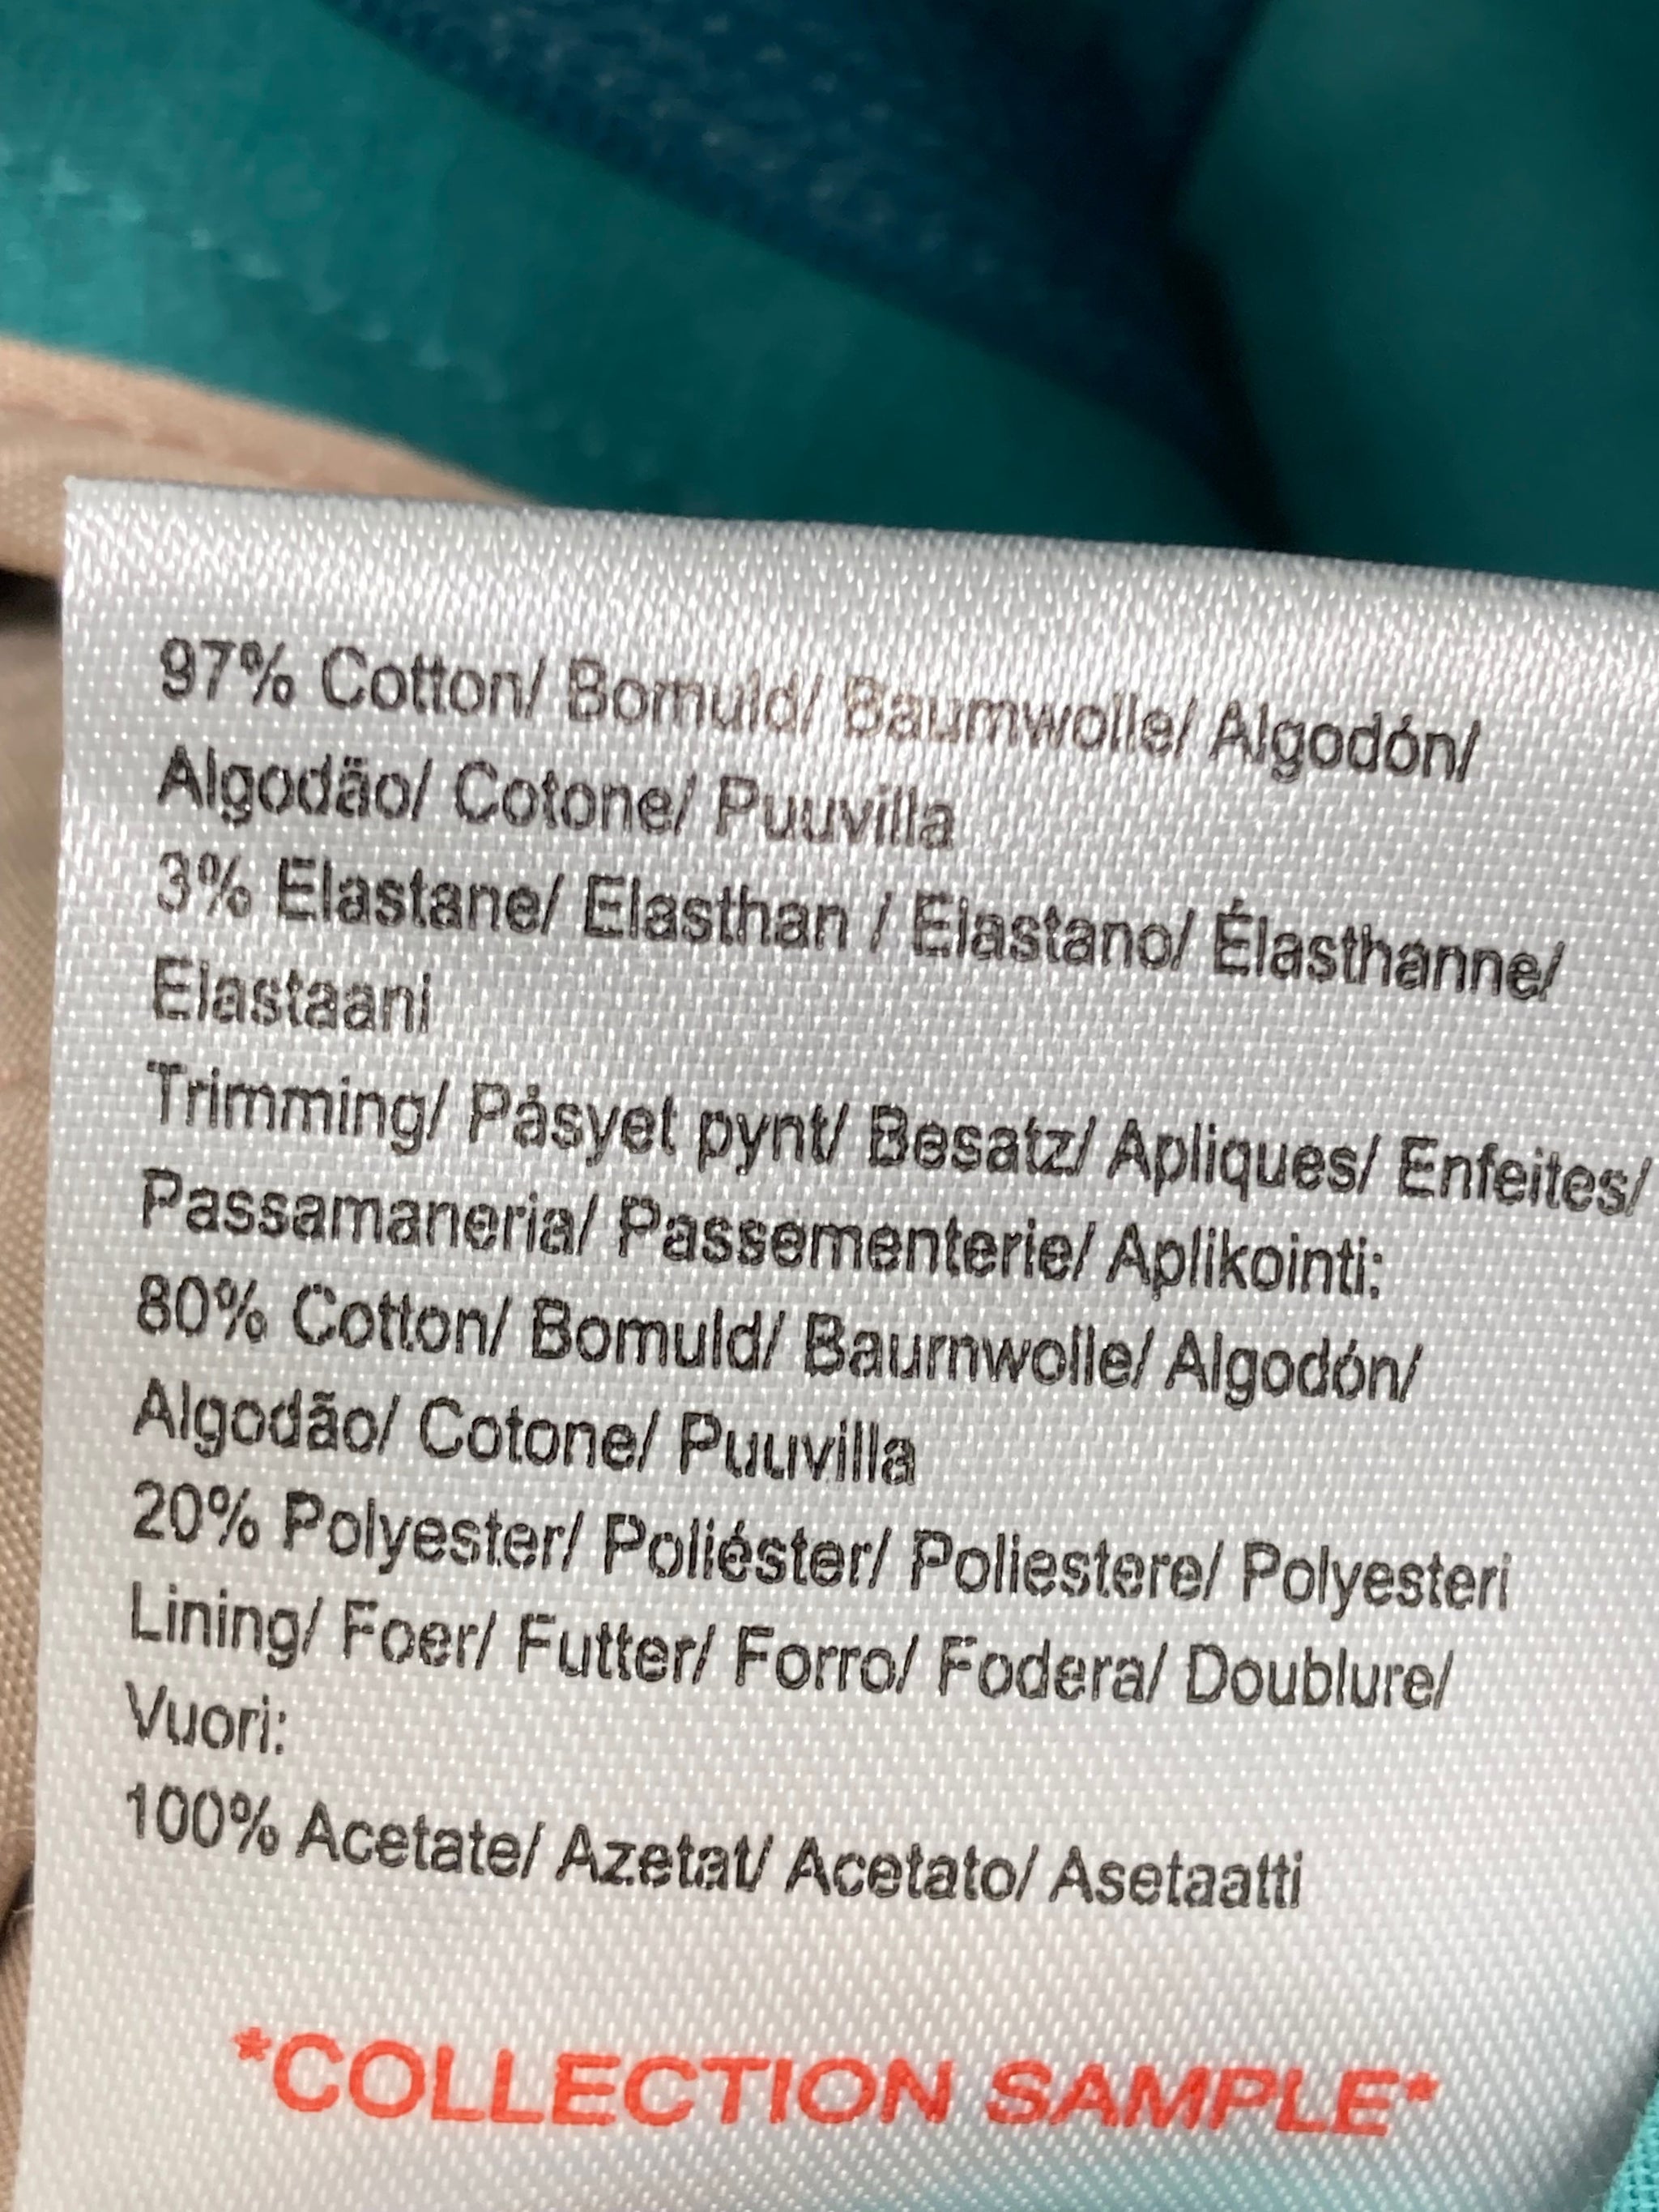 97% Cotton/ Bomuld/ Baumwolle/ Algodón/
Algodão/ Cotone/ Puuvilla
3% Elastane/ Elasthan / Elastano/ Élasthanne/
Elastaani
Trimming/ Påsyet pynt/ Besatz/ Apliques/ Enfeites/
Passamaneria/ Passementerie/ Aplikointi:
80% Cotton/ Bomuld/ Baumwolle/ Algodón/
Algodão/ Cotone/ Puuvilla
20% Polyester/ Poliéster/ Poliestere/ Polyesteri
Lining/ Foer/ Futter/ Forro/ Fodera/ Doublure/
Vuori:
100% Acetate/ Azetat/ Acetato/ Asetaatti
*COLLECTION SAMPLE*